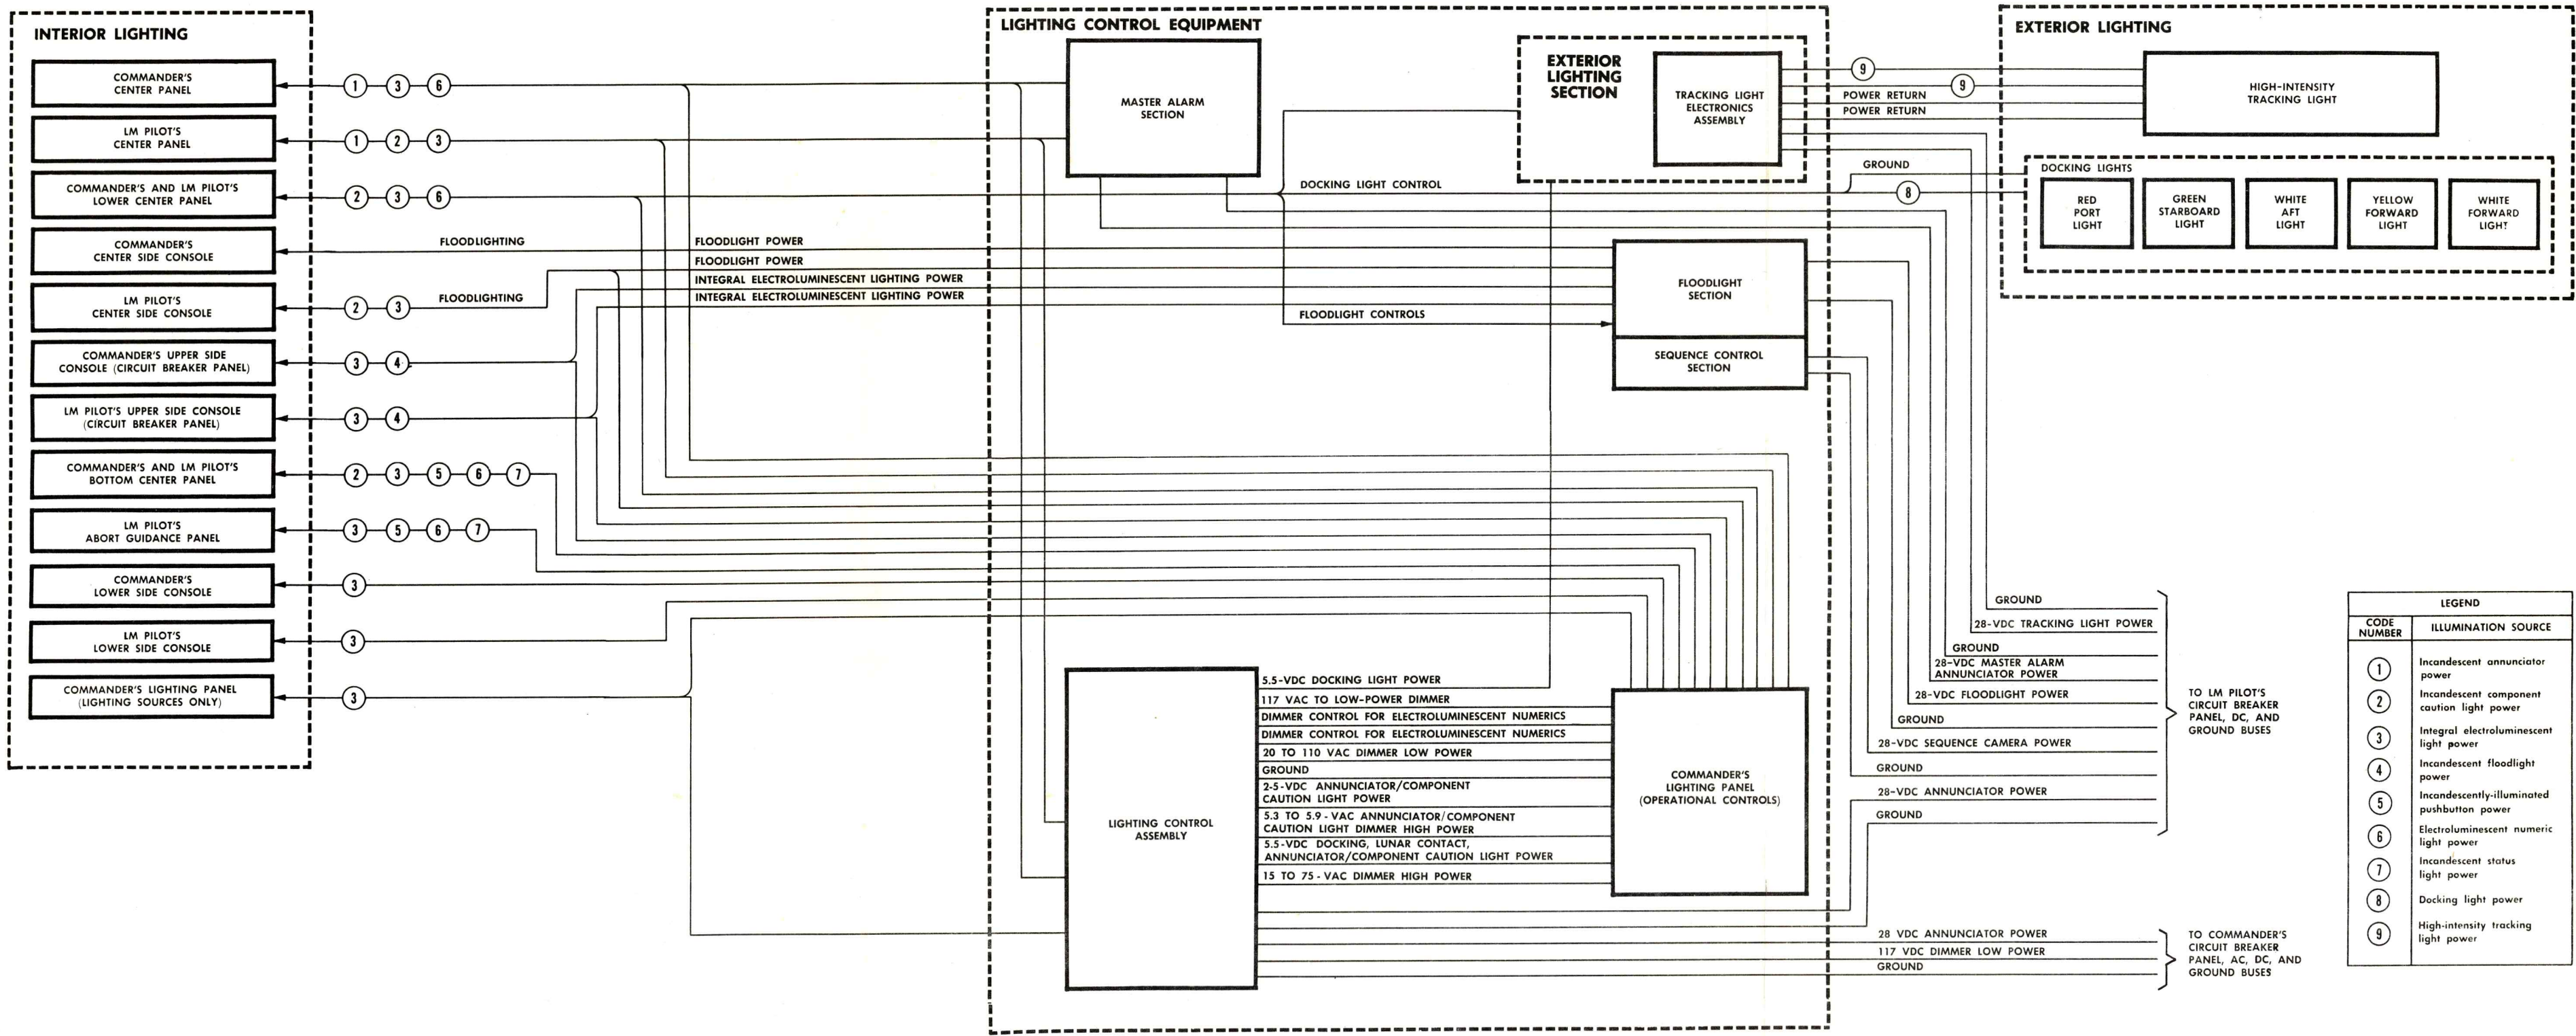 INTERIOR LIGHTING
COMMANDER'S
CENTER PANEL
1 3 6
LM PILOT'S
CENTER PANEL
1 2 3
COMMANDER'S AND LM PILOT'S
LOWER CENTER PANEL
2 3 6
COMMANDER'S
CENTER SIDE CONSOLE
FLOODLIGHTING
LM PILOT'S
CENTER SIDE CONSOLE
2 3
FLOODLIGHTING
COMMANDER'S UPPER SIDE
CONSOLE (CIRCUIT BREAKER PANEL)
3 4
LM PILOT'S UPPER SIDE CONSOLE
(CIRCUIT BREAKER PANEL)
3 4
COMMANDER'S AND LM PILOT'S
BOTTOM CENTER PANEL
2 3 5 6 7
LM PILOT'S
ABORT GUIDANCE PANEL
3 5 6 7
COMMANDER'S
LOWER SIDE CONSOLE
3
LM PILOT'S
LOWER SIDE CONSOLE
3
COMMANDER'S LIGHTING PANEL
(LIGHTING SOURCES ONLY)
3
FLOODLIGHT POWER
FLOODLIGHT POWER
INTEGRAL ELECTROLUMINESCENT LIGHTING POWER
INTEGRAL ELECTROLUMINESCENT LIGHTING POWER
LIGHTING CONTROL EQUIPMENT
MASTER ALARM
SECTION
EXTERIOR
LIGHTING
SECTION
TRACKING LIGHT
ELECTRONICS
ASSEMBLY
DOCKING LIGHT CONTROL
FLOODLIGHT
SECTION
FLOODLIGHT CONTROLS
SEQUENCE CONTROL
SECTION
LIGHTING CONTROL
ASSEMBLY
5.5-VDC DOCKING LIGHT POWER
117 VAC TO LOW-POWER DIMMER
DIMMER CONTROL FOR ELECTROLUMINESCENT NUMERICS
DIMMER CONTROL FOR ELECTROLUMINESCENT NUMERICS
20 TO 110 VAC DIMMER LOW POWER
GROUND
2-5-VDC ANNUNCIATOR/COMPONENT
CAUTION LIGHT POWER
5.3 TO 5.9 - VAC ANNUNCIATOR/COMPONENT
CAUTION LIGHT DIMMER HIGH POWER
5.5-VDC DOCKING, LUNAR CONTACT,
ANNUNCIATOR/COMPONENT CAUTION LIGHT POWER
15 TO 75 - VAC DIMMER HIGH POWER
COMMANDER'S
LIGHTING PANEL
(OPERATIONAL CONTROLS)
9
9
POWER RETURN
POWER RETURN
GROUND
8
EXTERIOR LIGHTING
HIGH-INTENSITY
TRACKING LIGHT
DOCKING LIGHTS
RED
PORT
LIGHT
GREEN
STARBOARD
LIGHT
WHITE
AFT
LIGHT
YELLOW
FORWARD
LIGHT
WHITE
FORWARD
LIGHT
GROUND
28-VDC TRACKING LIGHT POWER
GROUND
28-VDC MASTER ALARM
ANNUNCIATOR POWER
28-VDC FLOODLIGHT POWER
GROUND
28-VDC SEQUENCE CAMERA POWER
GROUND
28-VDC ANNUNCIATOR POWER
GROUND
TO LM PILOT'S
CIRCUIT BREAKER
PANEL, DC, AND
GROUND BUSES
28 VDC ANNUNCIATOR POWER
117 VDC DIMMER LOW POWER
GROUND
TO COMMANDER'S
CIRCUIT BREAKER
PANEL, AC, DC, AND
GROUND BUSES
LEGEND
CODE
NUMBER
ILLUMINATION SOURCE
1 Incandescent annunciator
power
2 Incandescent component
caution light power
3 Integral electroluminescent
light power
4 Incandescent floodlight
power
5 Incandescently-illuminated
pushbutton power
6 Electroluminescent numeric
light power
7 Incandescent status
light power
8 Docking light power
9 High-intensity tracking
light power